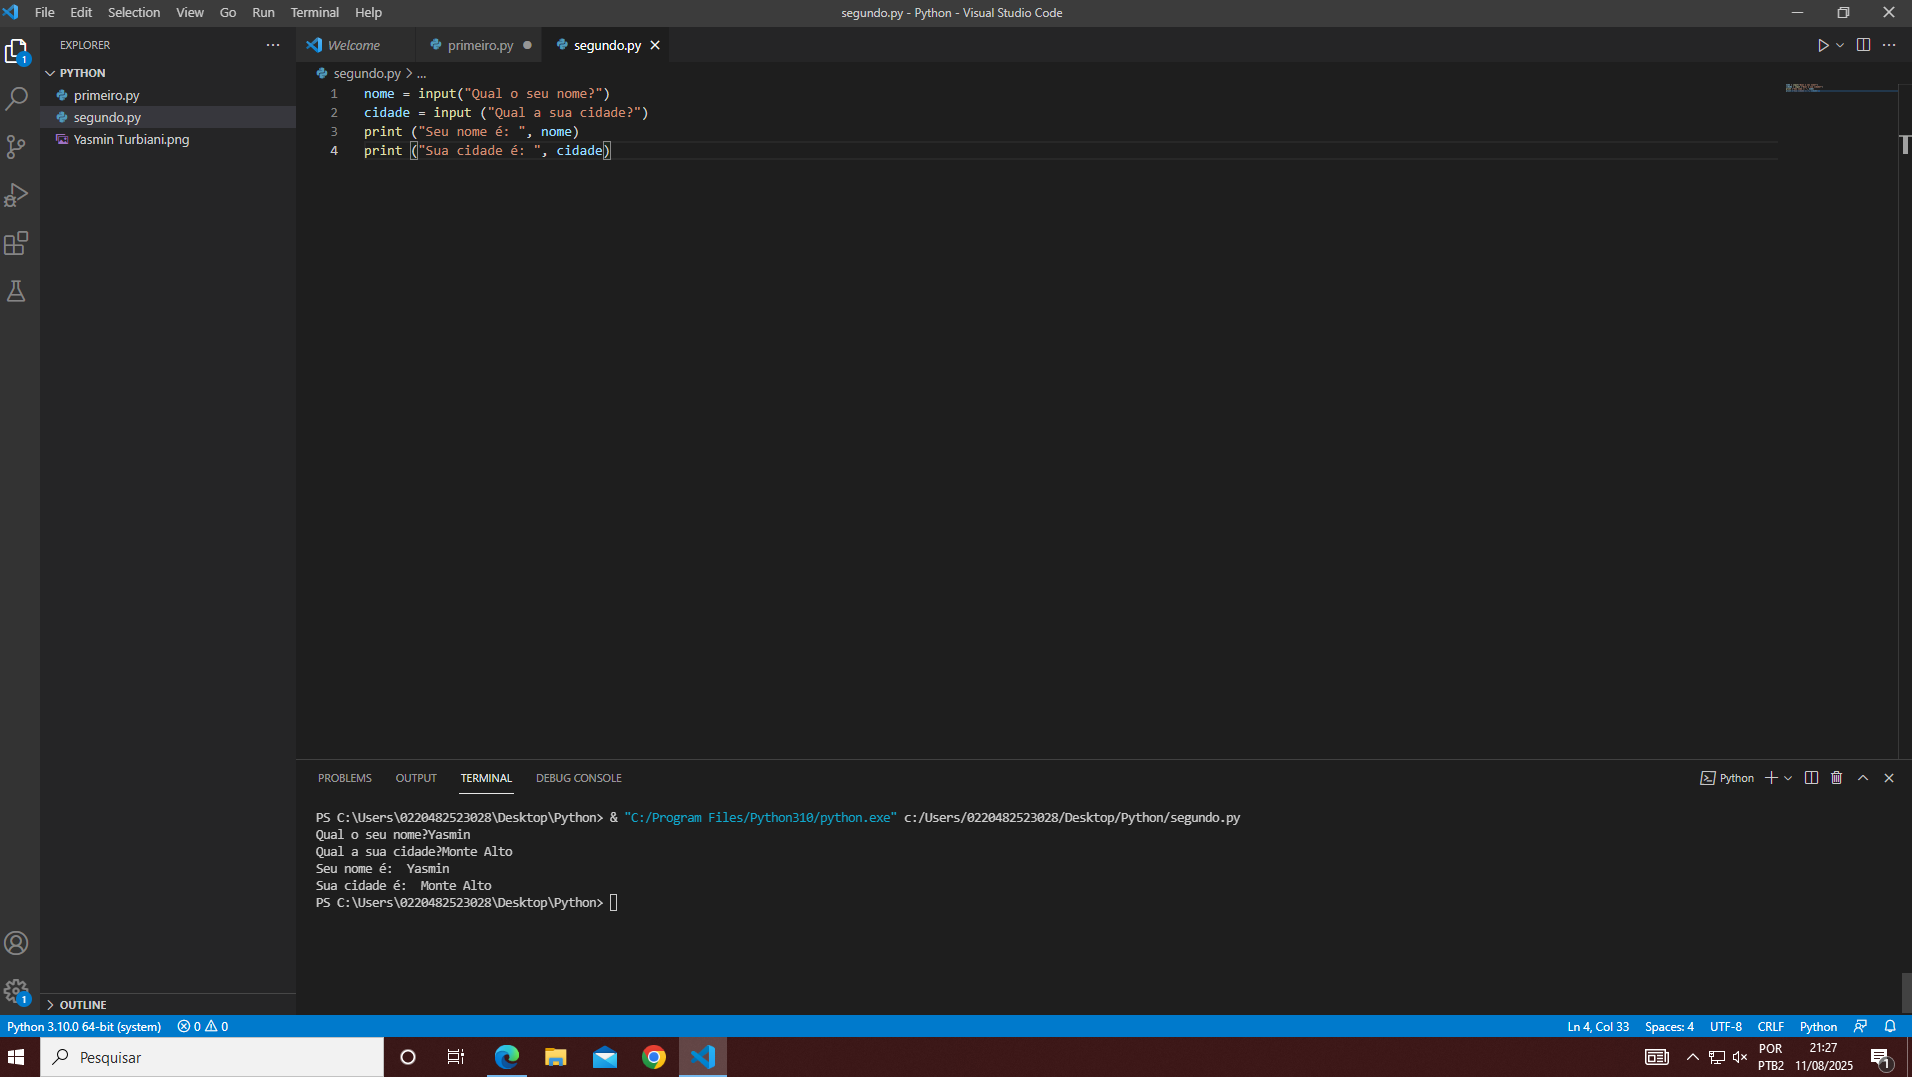 File Edit Selection View Go Run Terminal Help
segundo.py - Python - Visual Studio Code
EXPLORER
Welcome
primeiro.py
segundo.py
PYTHON
primeiro.py
segundo.py
Yasmin Turbiani.png
segundo.py > ...
1 nome = input("Qual o seu nome?")
2 cidade = input ("Qual a sua cidade?")
3 print ("Seu nome é: ", nome)
4 print ("Sua cidade é: ", cidade)
PROBLEMS OUTPUT TERMINAL DEBUG CONSOLE
Python
PS C:\Users\0220482523028\Desktop\Python> & "C:/Program Files/Python310/python.exe" c:/Users/0220482523028/Desktop/Python/segundo.py
Qual o seu nome?Yasmin
Qual a sua cidade?Monte Alto
Seu nome é:  Yasmin
Sua cidade é:  Monte Alto
PS C:\Users\0220482523028\Desktop\Python>
1
1
OUTLINE
Python 3.10.0 64-bit (system) 0 0
Ln 4, Col 33 Spaces: 4 UTF-8 CRLF Python
Pesquisar
POR
PTB2
21:27
11/08/2025
1